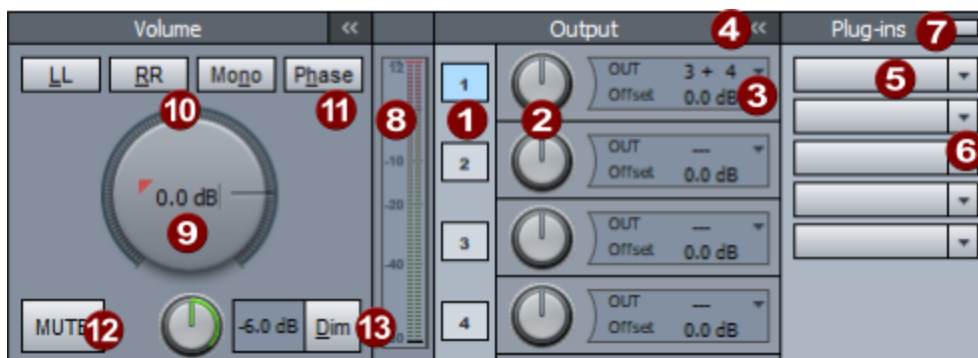 Volume «
LL RR Mono Phase
10 11
0.0 dB
9
MUTE 12
-6.0 dB Dim 13
12
8
-10
-20
-40
Output 4 «
1 1 2 OUT 3 + 4
Offset 0.0 dB 3
2 OUT ---
Offset 0.0 dB
3 OUT ---
Offset 0.0 dB
4 OUT ---
Offset 0.0 dB
Plug-ins 7
5
6